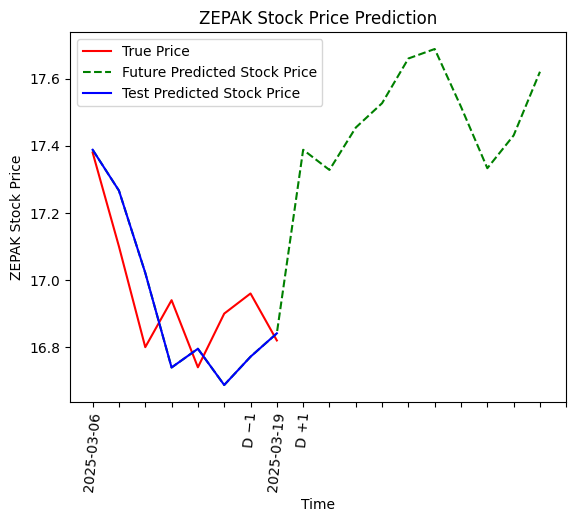 ZEPAK Stock Price Prediction
True Price
Future Predicted Stock Price
Test Predicted Stock Price
ZEPAK Stock Price
17.6
17.4
17.2
17.0
16.8
2025-03-06
D −1
2025-03-19
D +1
Time